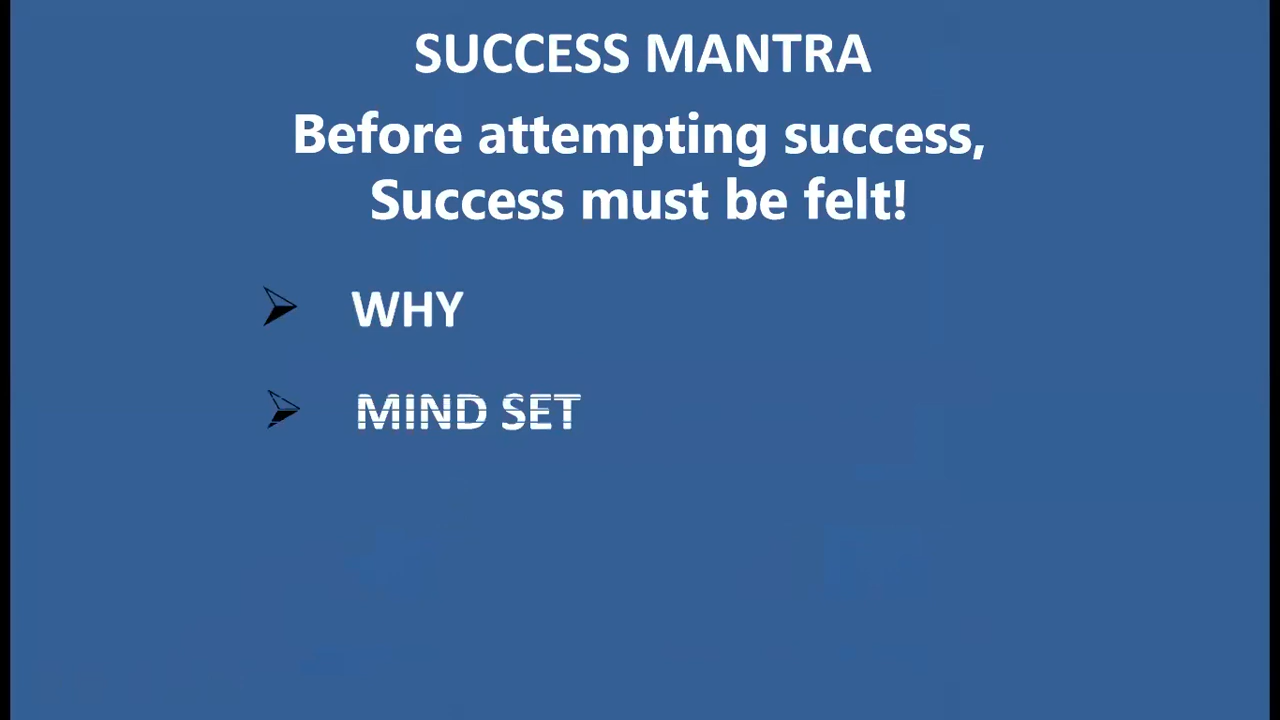 SUCCESS MANTRA
Before attempting success,
Success must be felt!
WHY
MIND SET